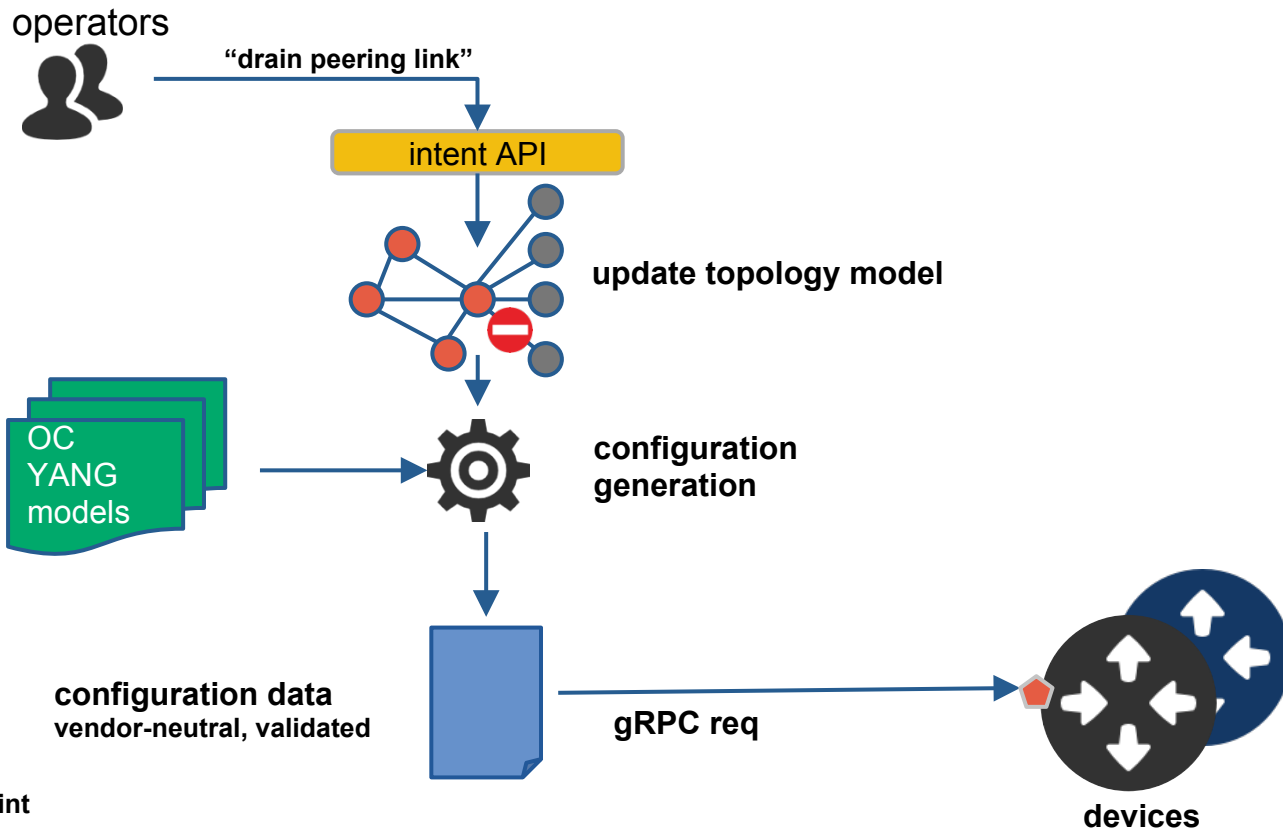 operators
“drain peering link”
intent API
update topology model
OC
YANG
models
configuration
generation
configuration data
vendor-neutral, validated
gRPC req
int
devices